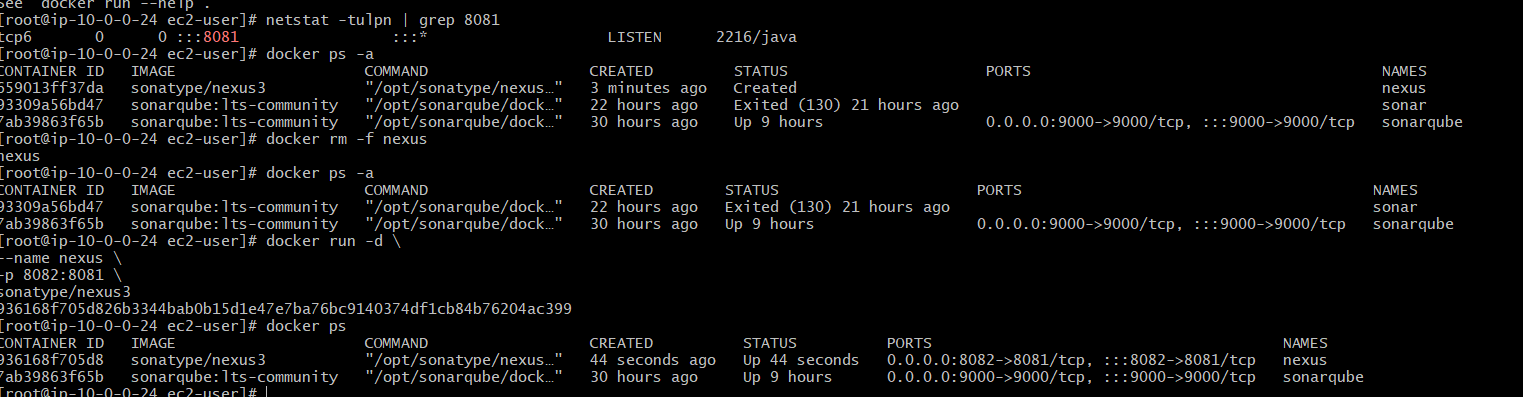 see 'docker run --help'.
[root@ip-10-0-0-24 ec2-user]# netstat -tulpn | grep 8081
tcp6 0 0 :::8081 :::* LISTEN 2216/java
[root@ip-10-0-0-24 ec2-user]# docker ps -a
CONTAINER ID IMAGE COMMAND CREATED STATUS PORTS NAMES
659013ff37da sonatype/nexus3 "/opt/sonatype/nexus…" 3 minutes ago Created nexus
93309a56bd47 sonarqube:lts-community "/opt/sonarqube/dock…" 22 hours ago Exited (130) 21 hours ago sonar
7ab39863f65b sonarqube:lts-community "/opt/sonarqube/dock…" 30 hours ago Up 9 hours 0.0.0.0:9000->9000/tcp, :::9000->9000/tcp sonarqube
[root@ip-10-0-0-24 ec2-user]# docker rm -f nexus
nexus
[root@ip-10-0-0-24 ec2-user]# docker ps -a
CONTAINER ID IMAGE COMMAND CREATED STATUS PORTS NAMES
93309a56bd47 sonarqube:lts-community "/opt/sonarqube/dock…" 22 hours ago Exited (130) 21 hours ago sonar
7ab39863f65b sonarqube:lts-community "/opt/sonarqube/dock…" 30 hours ago Up 9 hours 0.0.0.0:9000->9000/tcp, :::9000->9000/tcp sonarqube
[root@ip-10-0-0-24 ec2-user]# docker run -d \
--name nexus \
-p 8082:8081 \
sonatype/nexus3
936168f705d826b3344bab0b15d1e47e7ba76bc9140374df1cb84b76204ac399
[root@ip-10-0-0-24 ec2-user]# docker ps
CONTAINER ID IMAGE COMMAND CREATED STATUS PORTS NAMES
936168f705d8 sonatype/nexus3 "/opt/sonatype/nexus…" 44 seconds ago Up 44 seconds 0.0.0.0:8082->8081/tcp, :::8082->8081/tcp nexus
7ab39863f65b sonarqube:lts-community "/opt/sonarqube/dock…" 30 hours ago Up 9 hours 0.0.0.0:9000->9000/tcp, :::9000->9000/tcp sonarqube
[root@ip-10-0-0-24 ec2-user]#